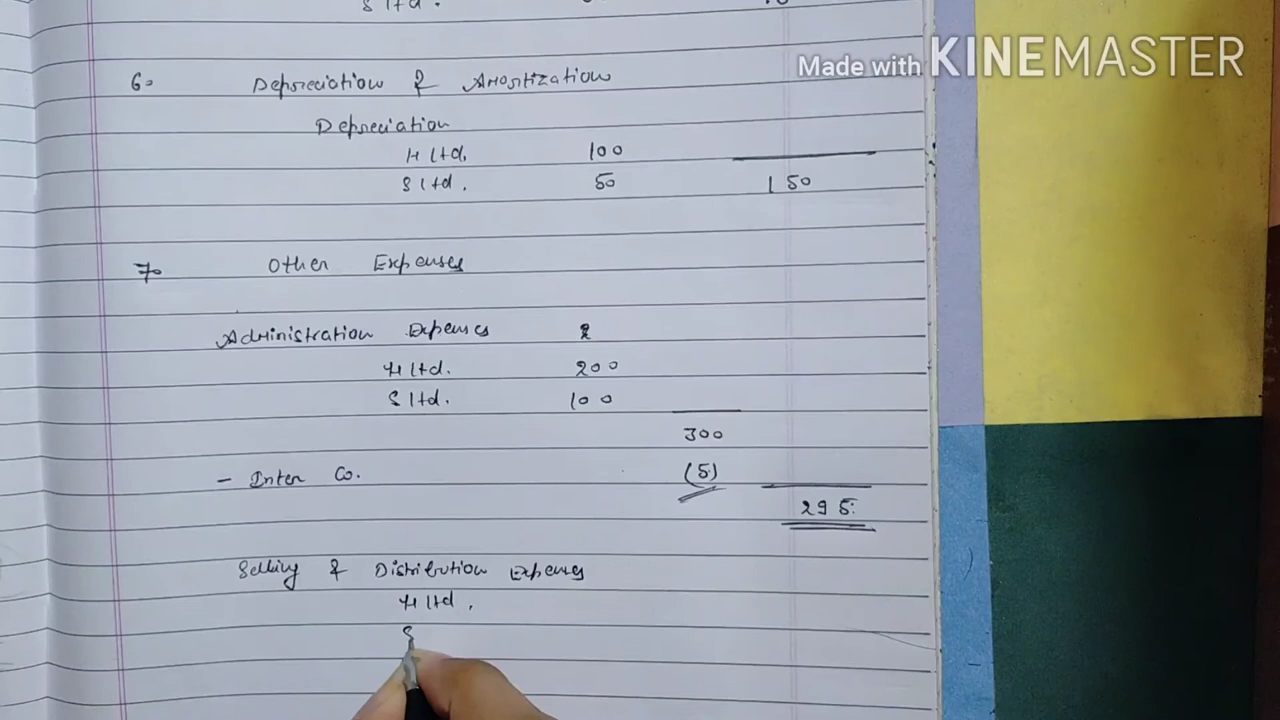 S Ltd.
Made with KINEMASTER
6. Depreciation & Amortization
Depreciation
H Ltd. 100
S Ltd. 50 150
7. Other Expenses
Administration Expenses
H Ltd. 200
S Ltd. 100
300
- Inter Co. (5)
295
Selling & Distribution Expenses
H Ltd.
S